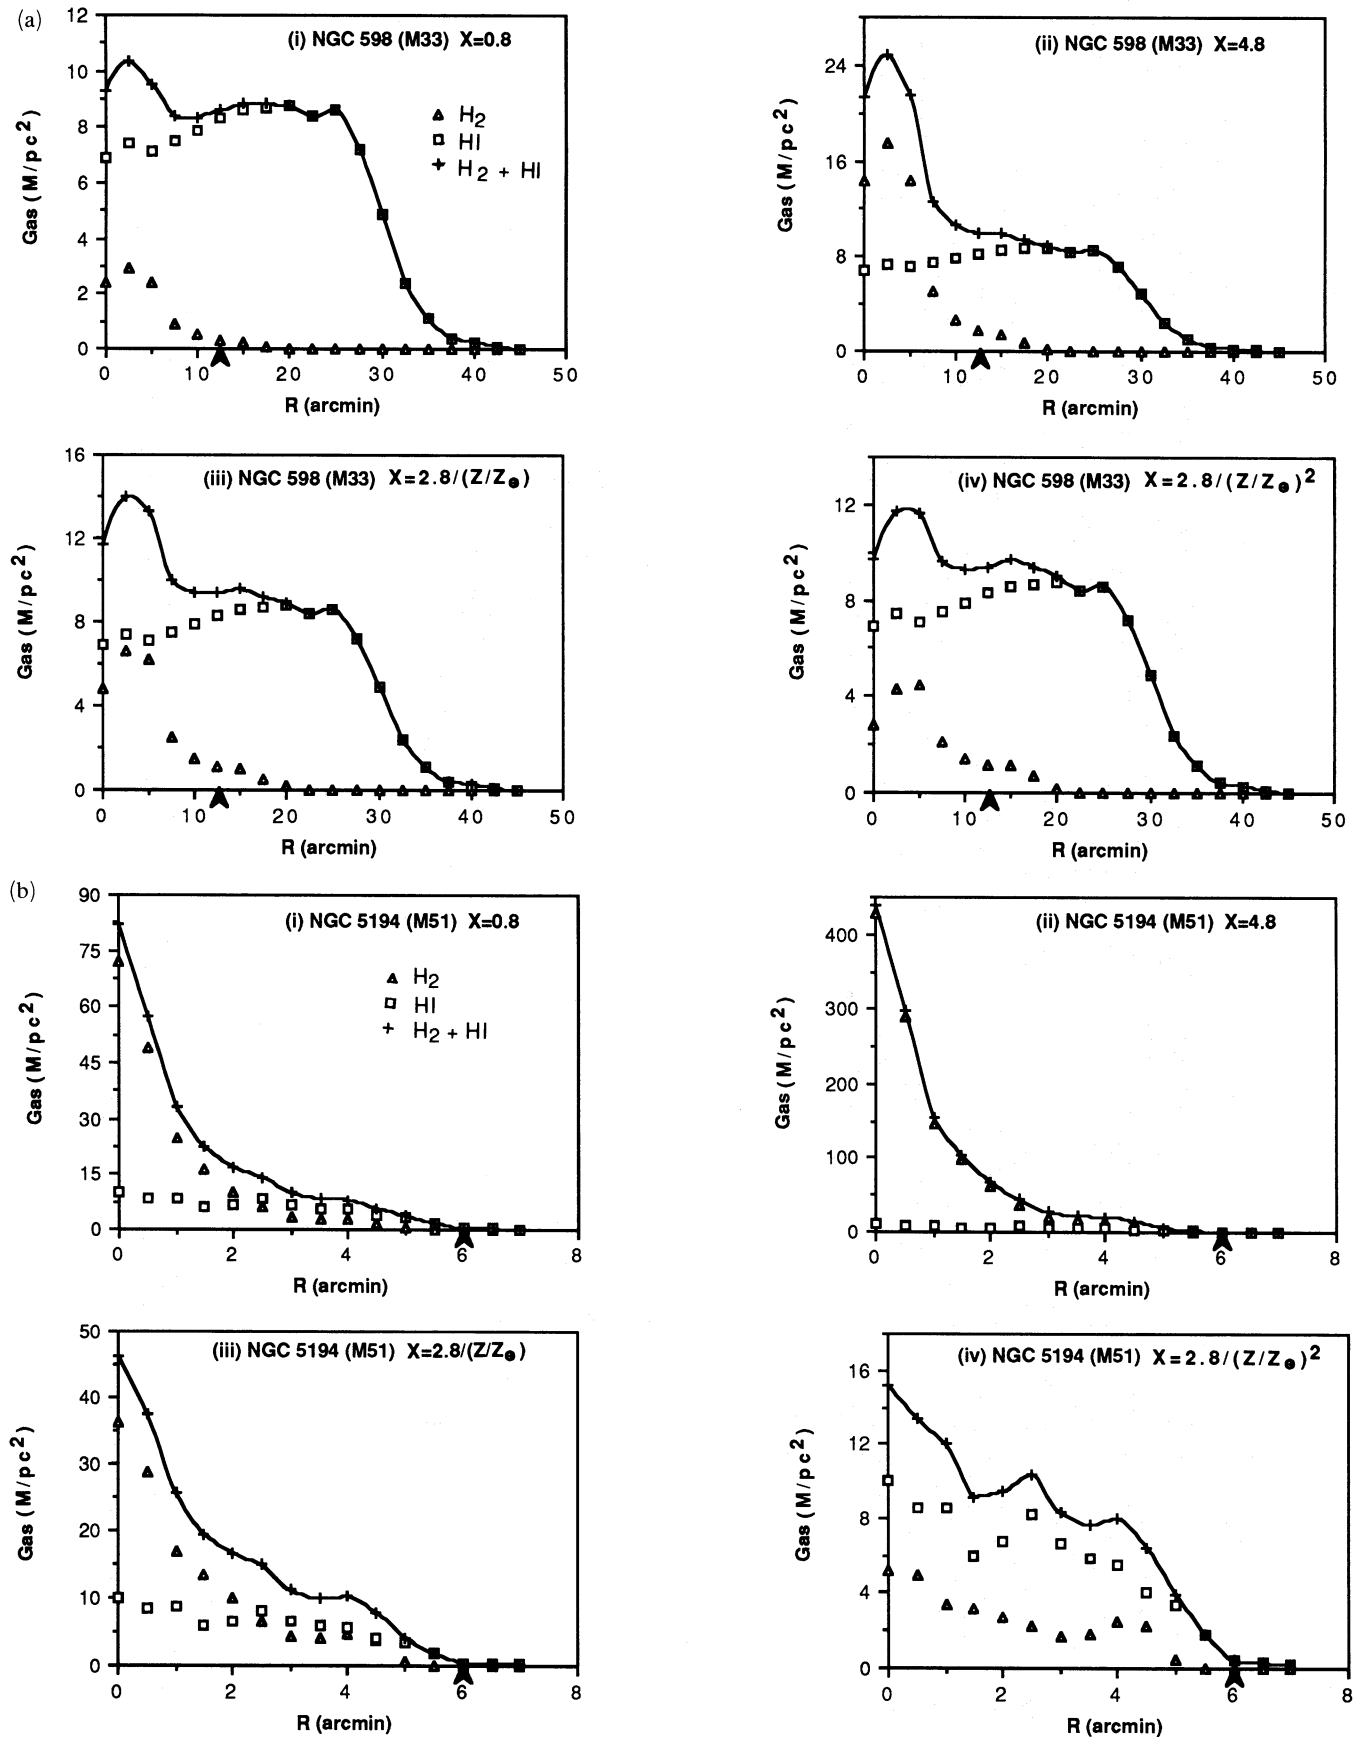 (a)
(i) NGC 598 (M33) X=0.8
12
10
8
6
4
2
0
Gas (M/pc²)
H₂
HI
H₂ + HI
0 10 20 30 40 50
R (arcmin)
(ii) NGC 598 (M33) X=4.8
24
16
8
0
Gas (M/pc²)
0 10 20 30 40 50
R (arcmin)
(iii) NGC 598 (M33) X=2.8/(Z/Z⊕)
16
12
8
4
0
Gas (M/pc²)
0 10 20 30 40 50
R (arcmin)
(iv) NGC 598 (M33) X=2.8/(Z/Z⊕)²
12
8
4
0
Gas (M/pc²)
0 10 20 30 40 50
R (arcmin)
(b)
(i) NGC 5194 (M51) X=0.8
90
75
60
45
30
15
0
Gas (M/pc²)
H₂
HI
H₂ + HI
0 2 4 6 8
R (arcmin)
(ii) NGC 5194 (M51) X=4.8
400
300
200
100
0
Gas (M/pc²)
0 2 4 6 8
R (arcmin)
(iii) NGC 5194 (M51) X=2.8/(Z/Z⊕)
50
40
30
20
10
0
Gas (M/pc²)
0 2 4 6 8
R (arcmin)
(iv) NGC 5194 (M51) X=2.8/(Z/Z⊕)²
16
12
8
4
0
Gas (M/pc²)
0 2 4 6 8
R (arcmin)